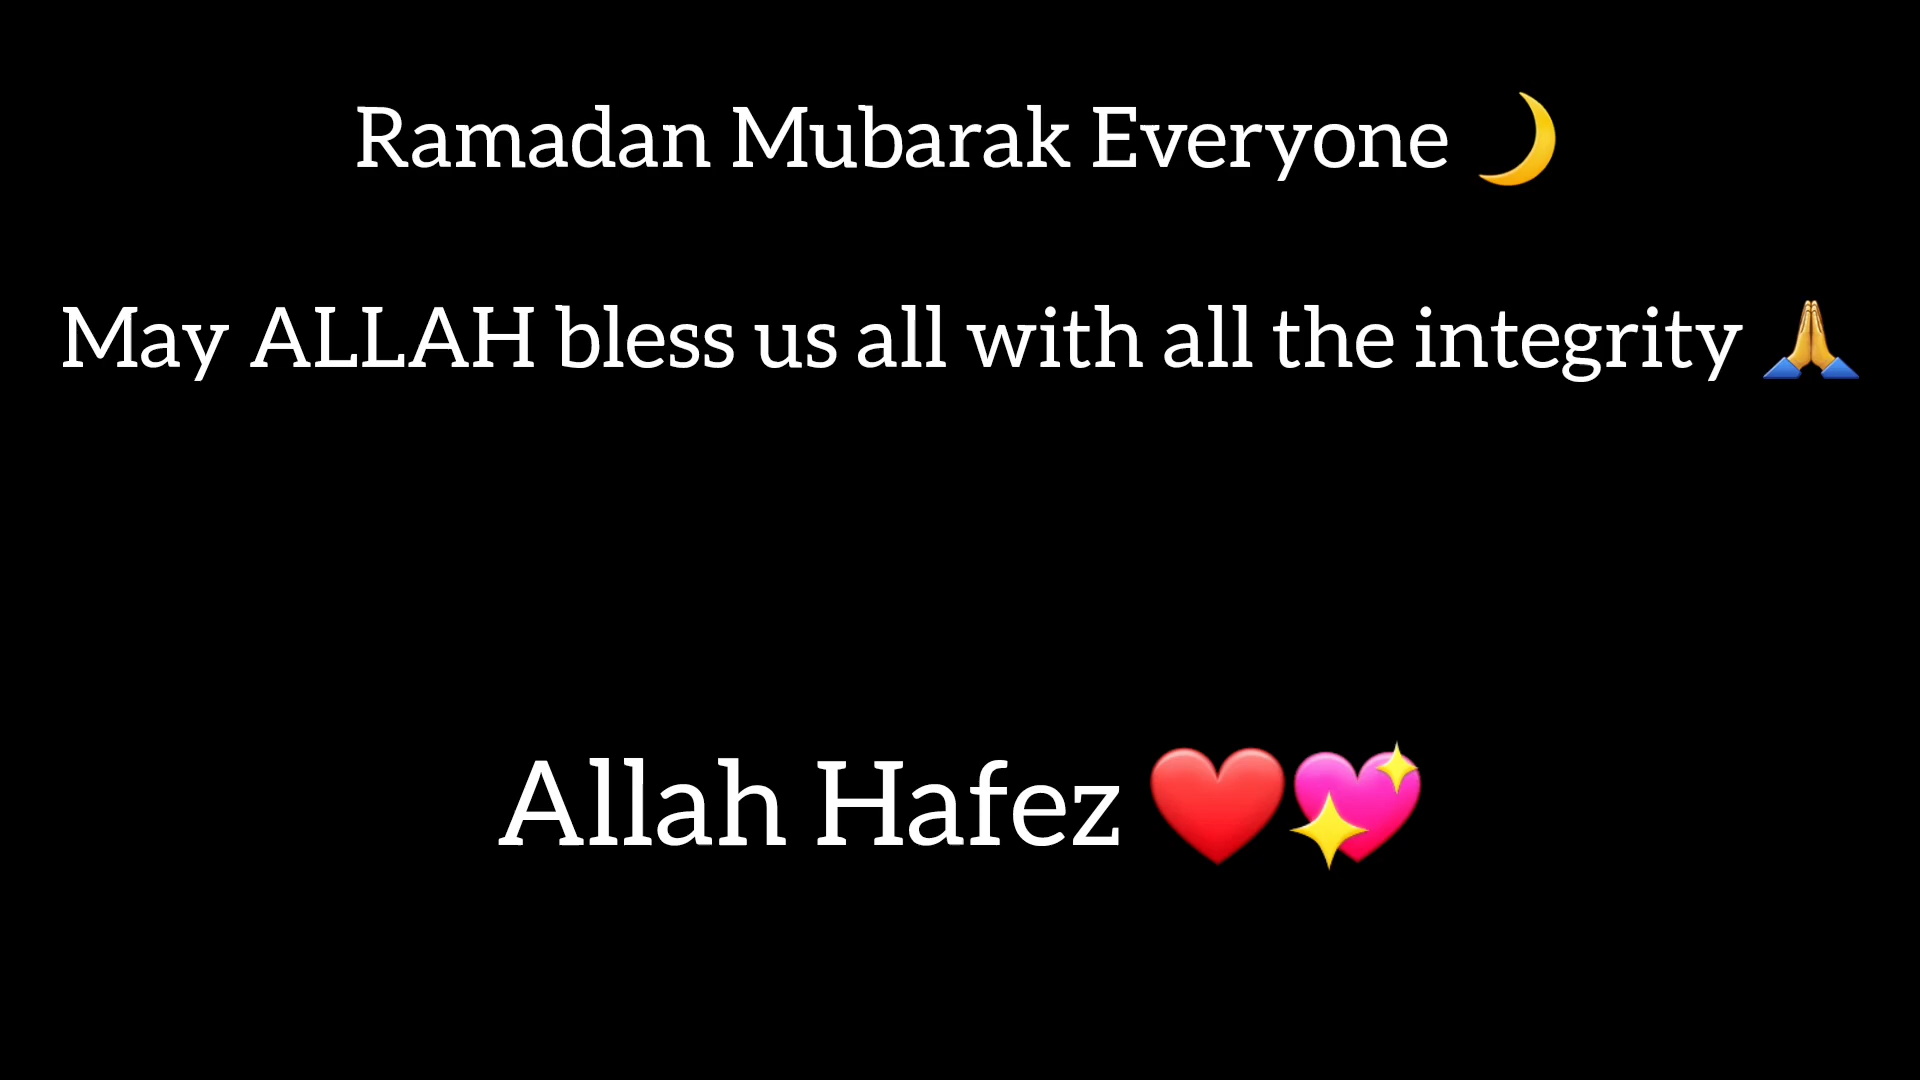 Ramadan Mubarak Everyone 🌙
May ALLAH bless us all with all the integrity 🙏
Allah Hafez ❤️💖